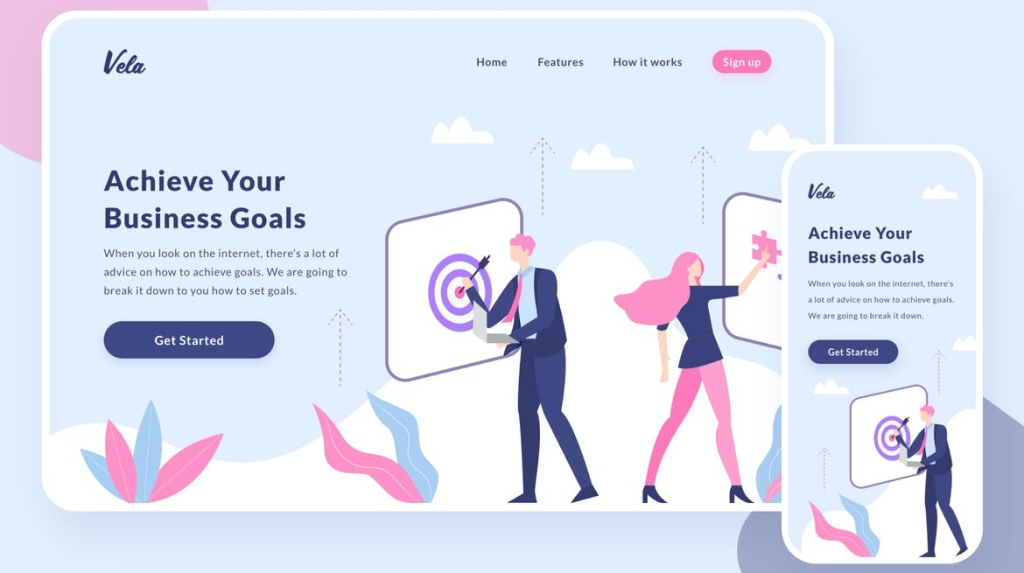 Vela
Home Features How it works Sign up
Achieve Your
Business Goals
When you look on the internet, there's a lot of
advice on how to achieve goals. We are going to
break it down to you how to set goals.
Get Started
Vela
Achieve Your
Business Goals
When you look on the internet, there's
a lot of advice on how to achieve goals.
We are going to break it down.
Get Started